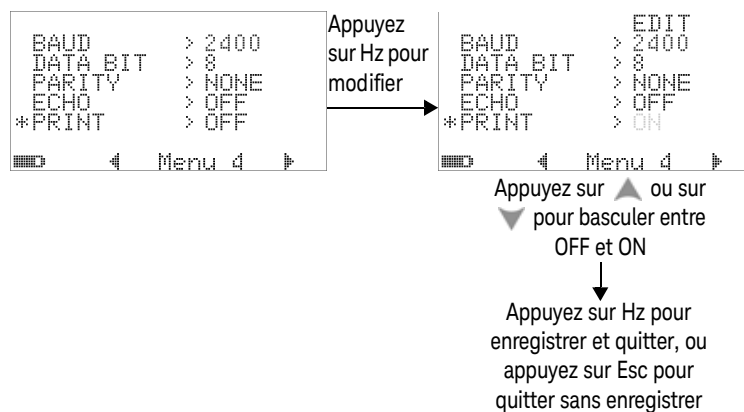 BAUD > 2400
DATA BIT > 8
PARITY > NONE
ECHO > OFF
*PRINT > OFF
Menu 4
Appuyez
sur Hz pour
modifier
EDIT
BAUD > 2400
DATA BIT > 8
PARITY > NONE
ECHO > OFF
*PRINT > ON
Menu 4
Appuyez sur ou sur
pour basculer entre
OFF et ON
Appuyez sur Hz pour
enregistrer et quitter, ou
appuyez sur Esc pour
quitter sans enregistrer